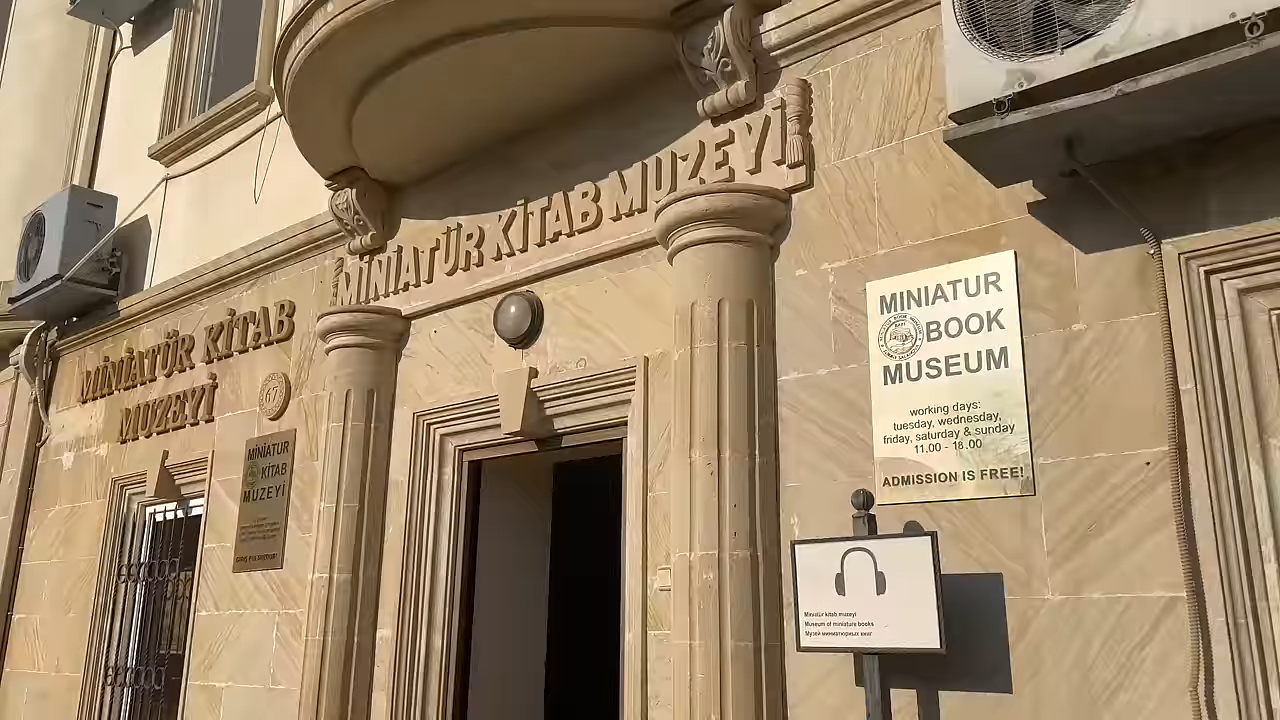 MİNİATÜR KİTAB MUZEYİ
MİNİATÜR KİTAB
MUZEYİ
67
MİNİATUR
KİTAB
MUZEYİ
MINIATUR
BOOK
MUSEUM
working days:
tuesday, wednesday,
friday, saturday & sunday
11.00 - 18.00
ADMISSION IS FREE!
Miniatür kitab muzeyi
Museum of miniature books
Музей миниатюрных книг